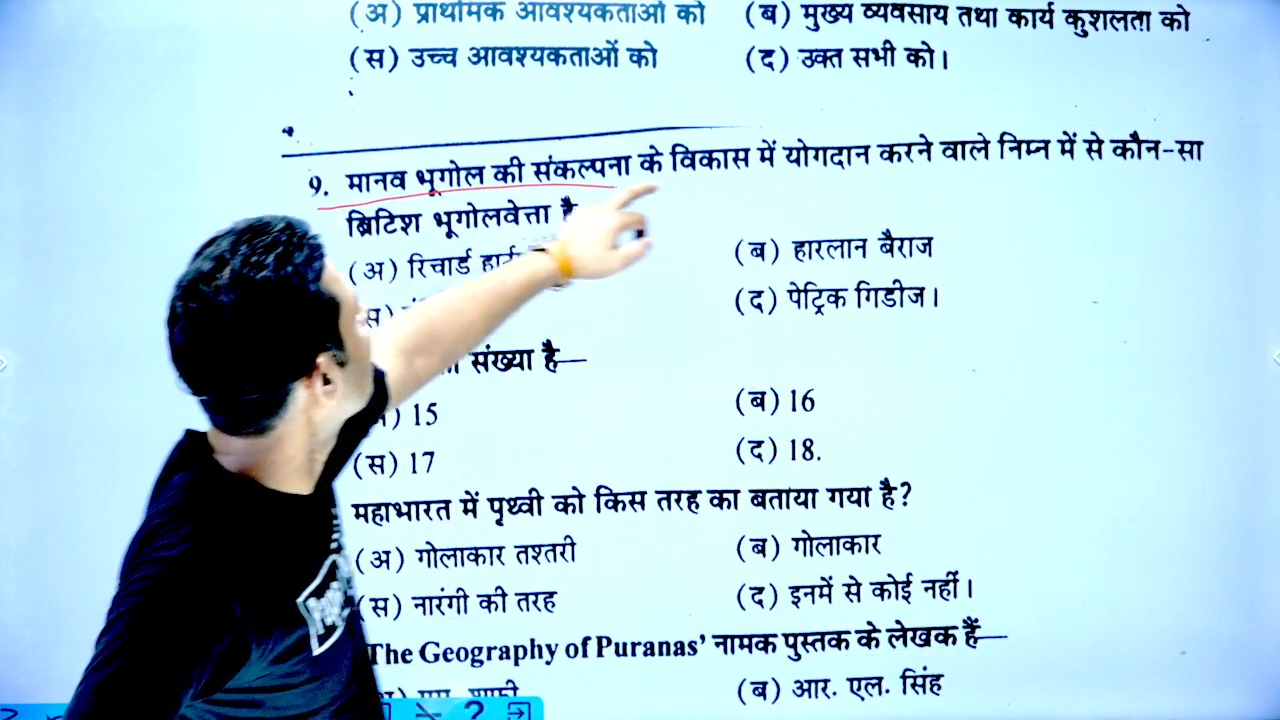 (अ) प्राथमिक आवश्यकताओं को (ब) मुख्य व्यवसाय तथा कार्य कुशलता को
(स) उच्च आवश्यकताओं को (द) उक्त सभी को।
9. मानव भूगोल की संकल्पना के विकास में योगदान करने वाले निम्न में से कौन-सा
ब्रिटिश भूगोलवेत्ता है
(अ) रिचार्ड (ब) हारलान बैराज
(द) पेट्रिक गिडीज।
संख्या है—
15 (ब) 16
(स) 17 (द) 18.
महाभारत में पृथ्वी को किस तरह का बताया गया है?
(अ) गोलाकार तश्तरी (ब) गोलाकार
(स) नारंगी की तरह (द) इनमें से कोई नहीं।
The Geography of Puranas' नामक पुस्तक के लेखक हैं—
(ब) आर. एल. सिंह